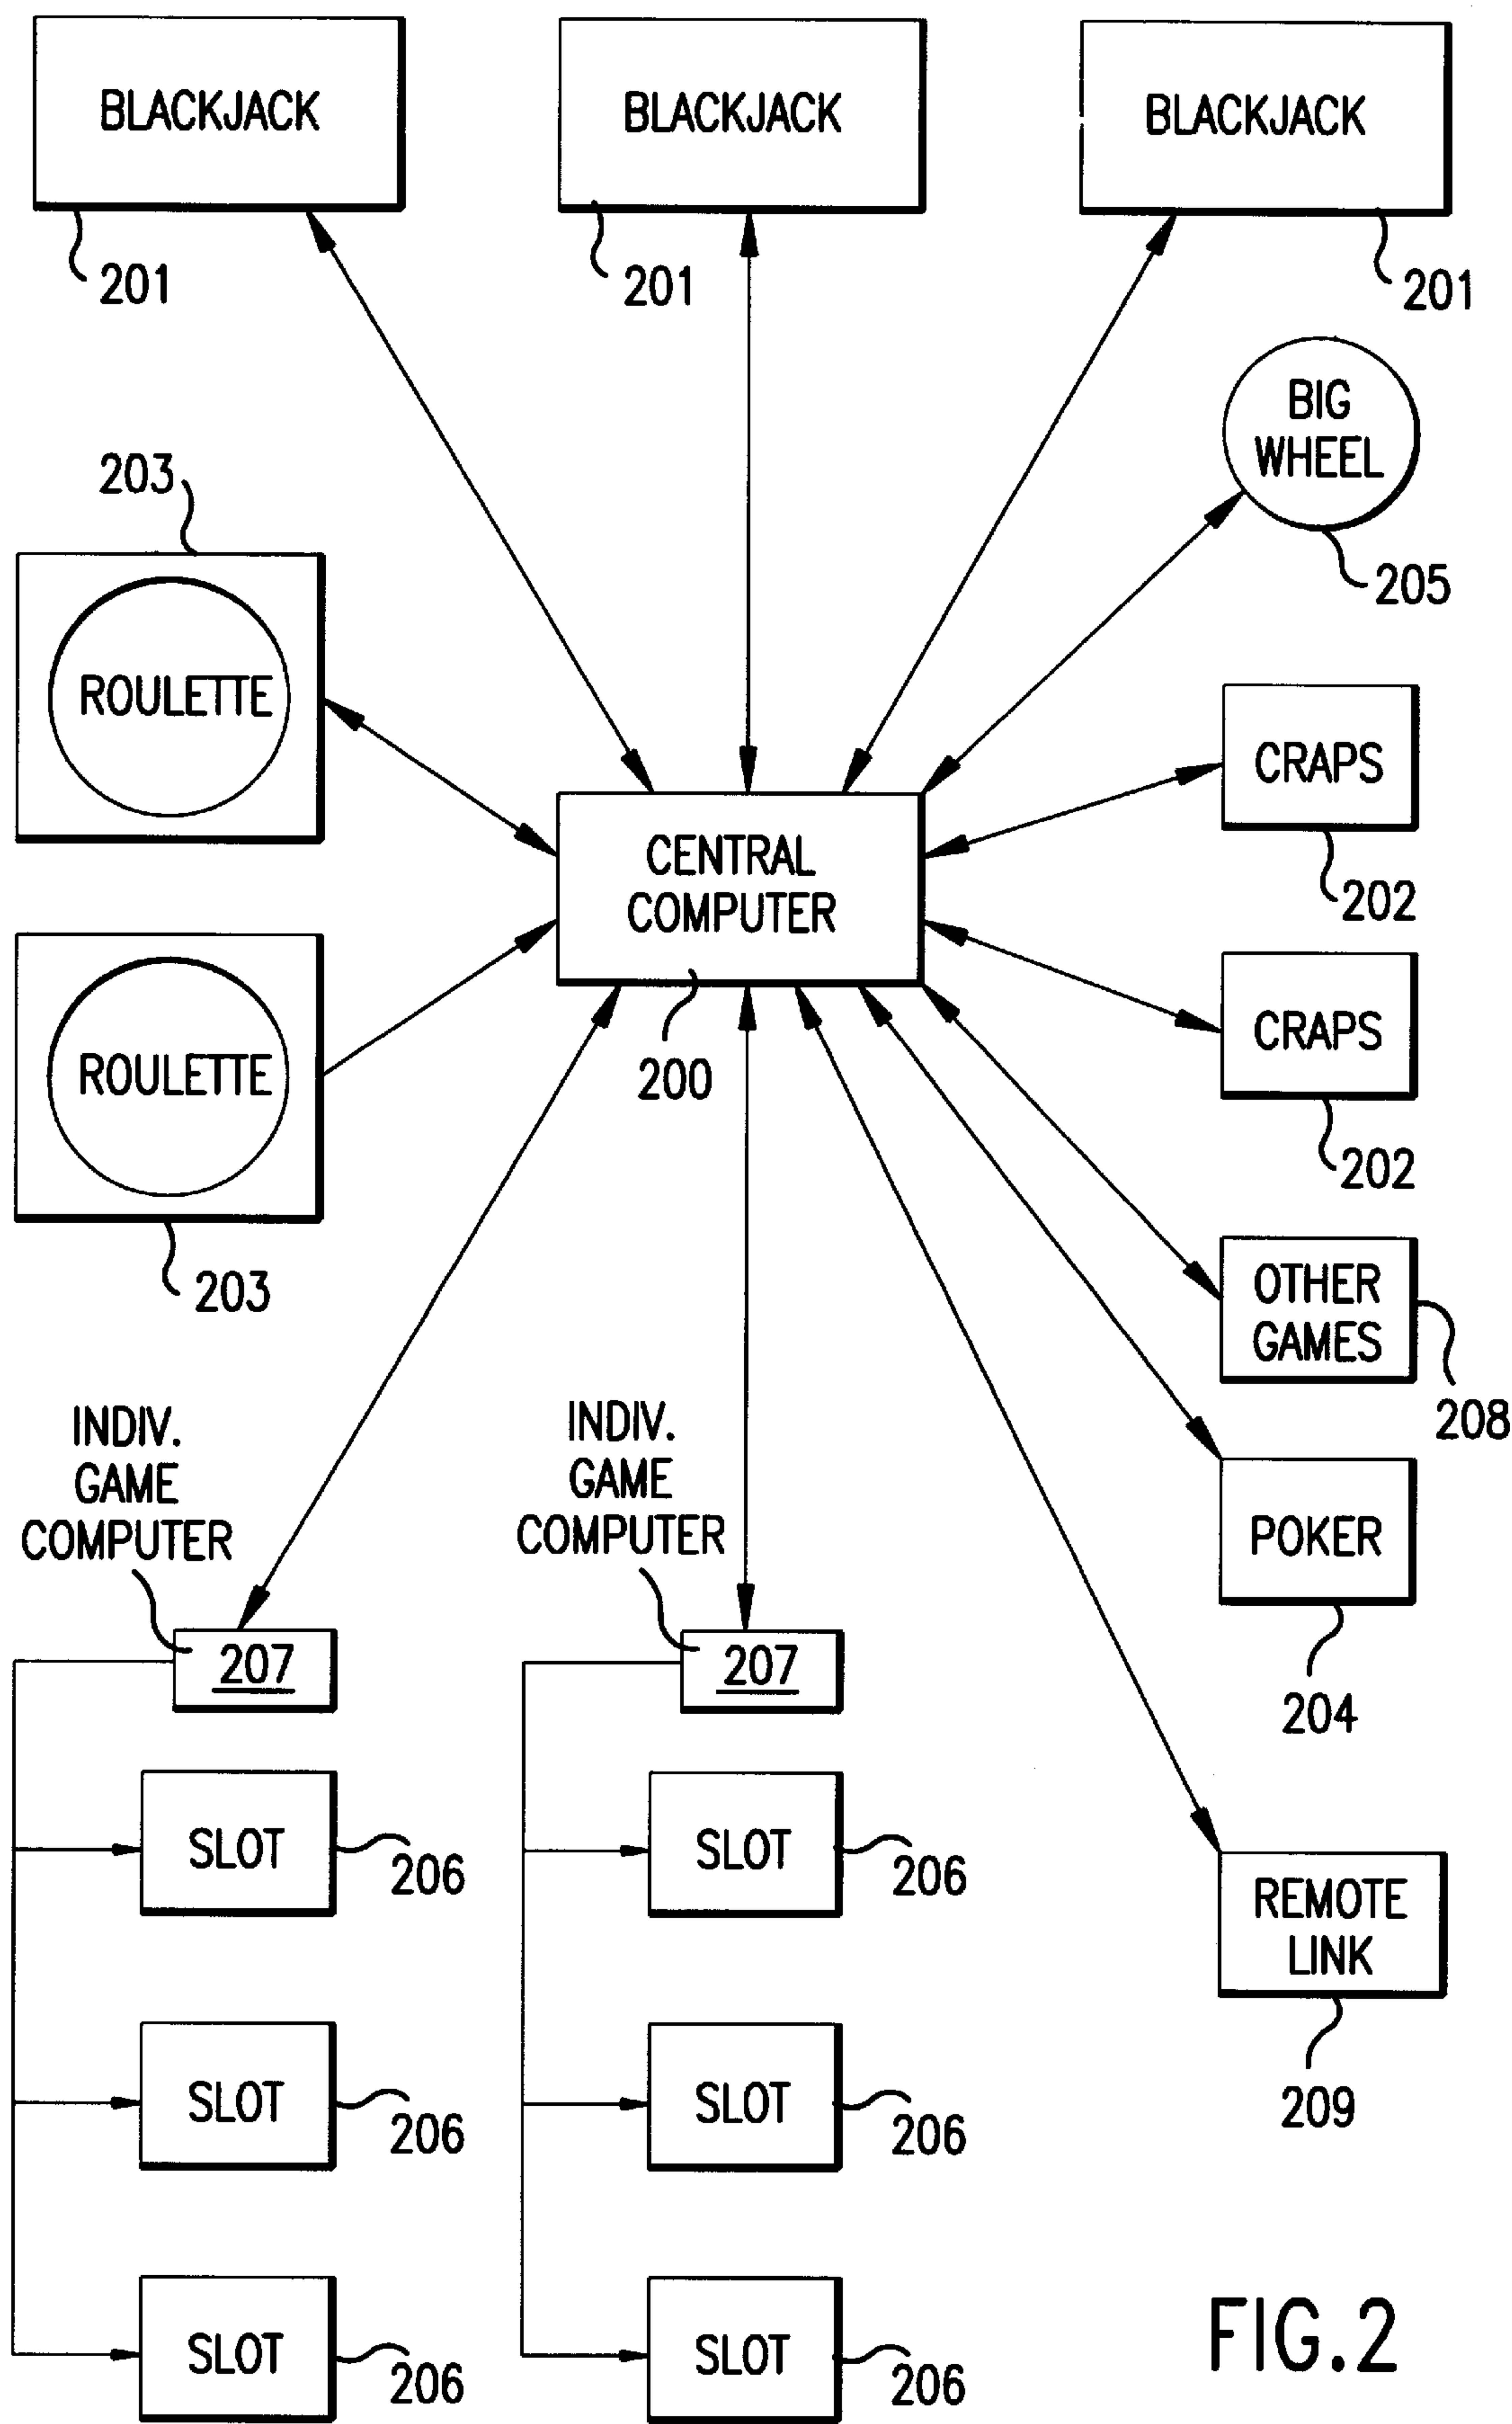 BLACKJACK
BLACKJACK
BLACKJACK
201
201
201
BIG
WHEEL
205
203
ROULETTE
CRAPS
202
CENTRAL
COMPUTER
200
ROULETTE
203
CRAPS
202
OTHER
GAMES
208
INDIV.
GAME
COMPUTER
207
INDIV.
GAME
COMPUTER
207
POKER
204
SLOT
206
SLOT
206
REMOTE
LINK
209
SLOT
206
SLOT
206
SLOT
206
SLOT
206
FIG.2